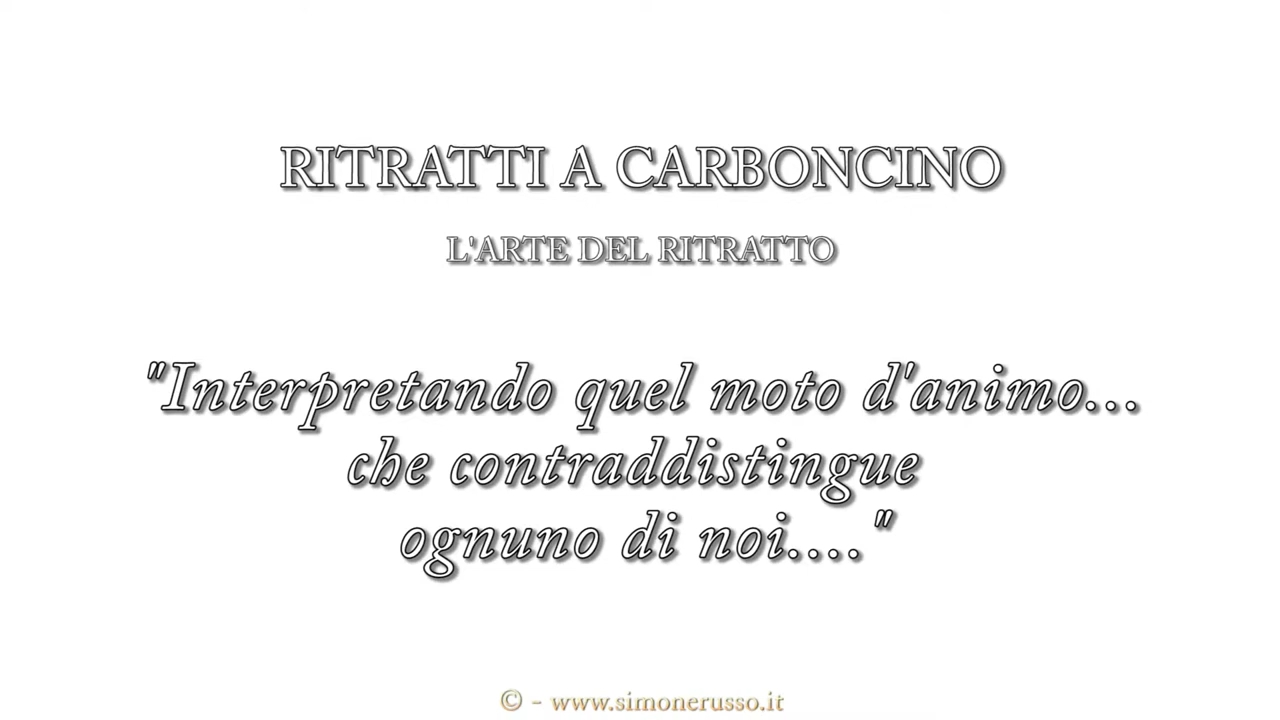 RITRATTI A CARBONCINO
L'ARTE DEL RITRATTO
"Interpretando quel moto d'animo...
che contraddistingue
ognuno di noi...."
© - www.simonerusso.it